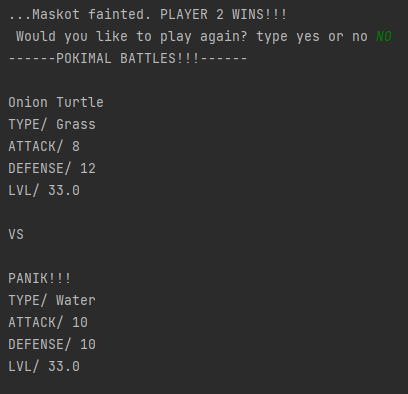 ...Maskot fainted. PLAYER 2 WINS!!!
Would you like to play again? type yes or no NO
------POKIMAL BATTLES!!!------
Onion Turtle
TYPE/ Grass
ATTACK/ 8
DEFENSE/ 12
LVL/ 33.0
VS
PANIK!!!
TYPE/ Water
ATTACK/ 10
DEFENSE/ 10
LVL/ 33.0